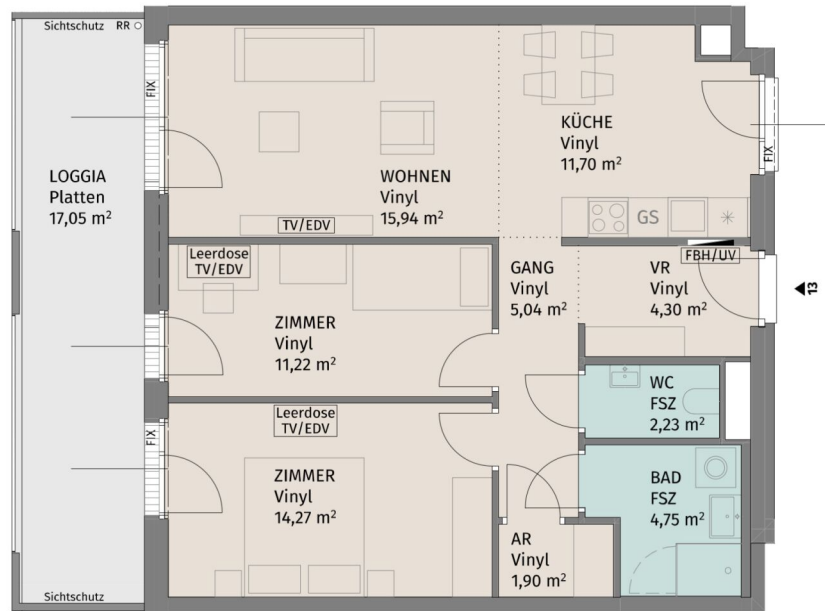 Sichtschutz RR
FIX
LOGGIA
Platten
17,05 m²
WOHNEN
Vinyl
15,94 m²
TV/EDV
KÜCHE
Vinyl
11,70 m²
FIX
GS
Leerdose
TV/EDV
ZIMMER
Vinyl
11,22 m²
GANG
Vinyl
5,04 m²
FBH/UV
VR
Vinyl
4,30 m²
13
WC
FSZ
2,23 m²
FIX
Leerdose
TV/EDV
ZIMMER
Vinyl
14,27 m²
BAD
FSZ
4,75 m²
AR
Vinyl
1,90 m²
Sichtschutz